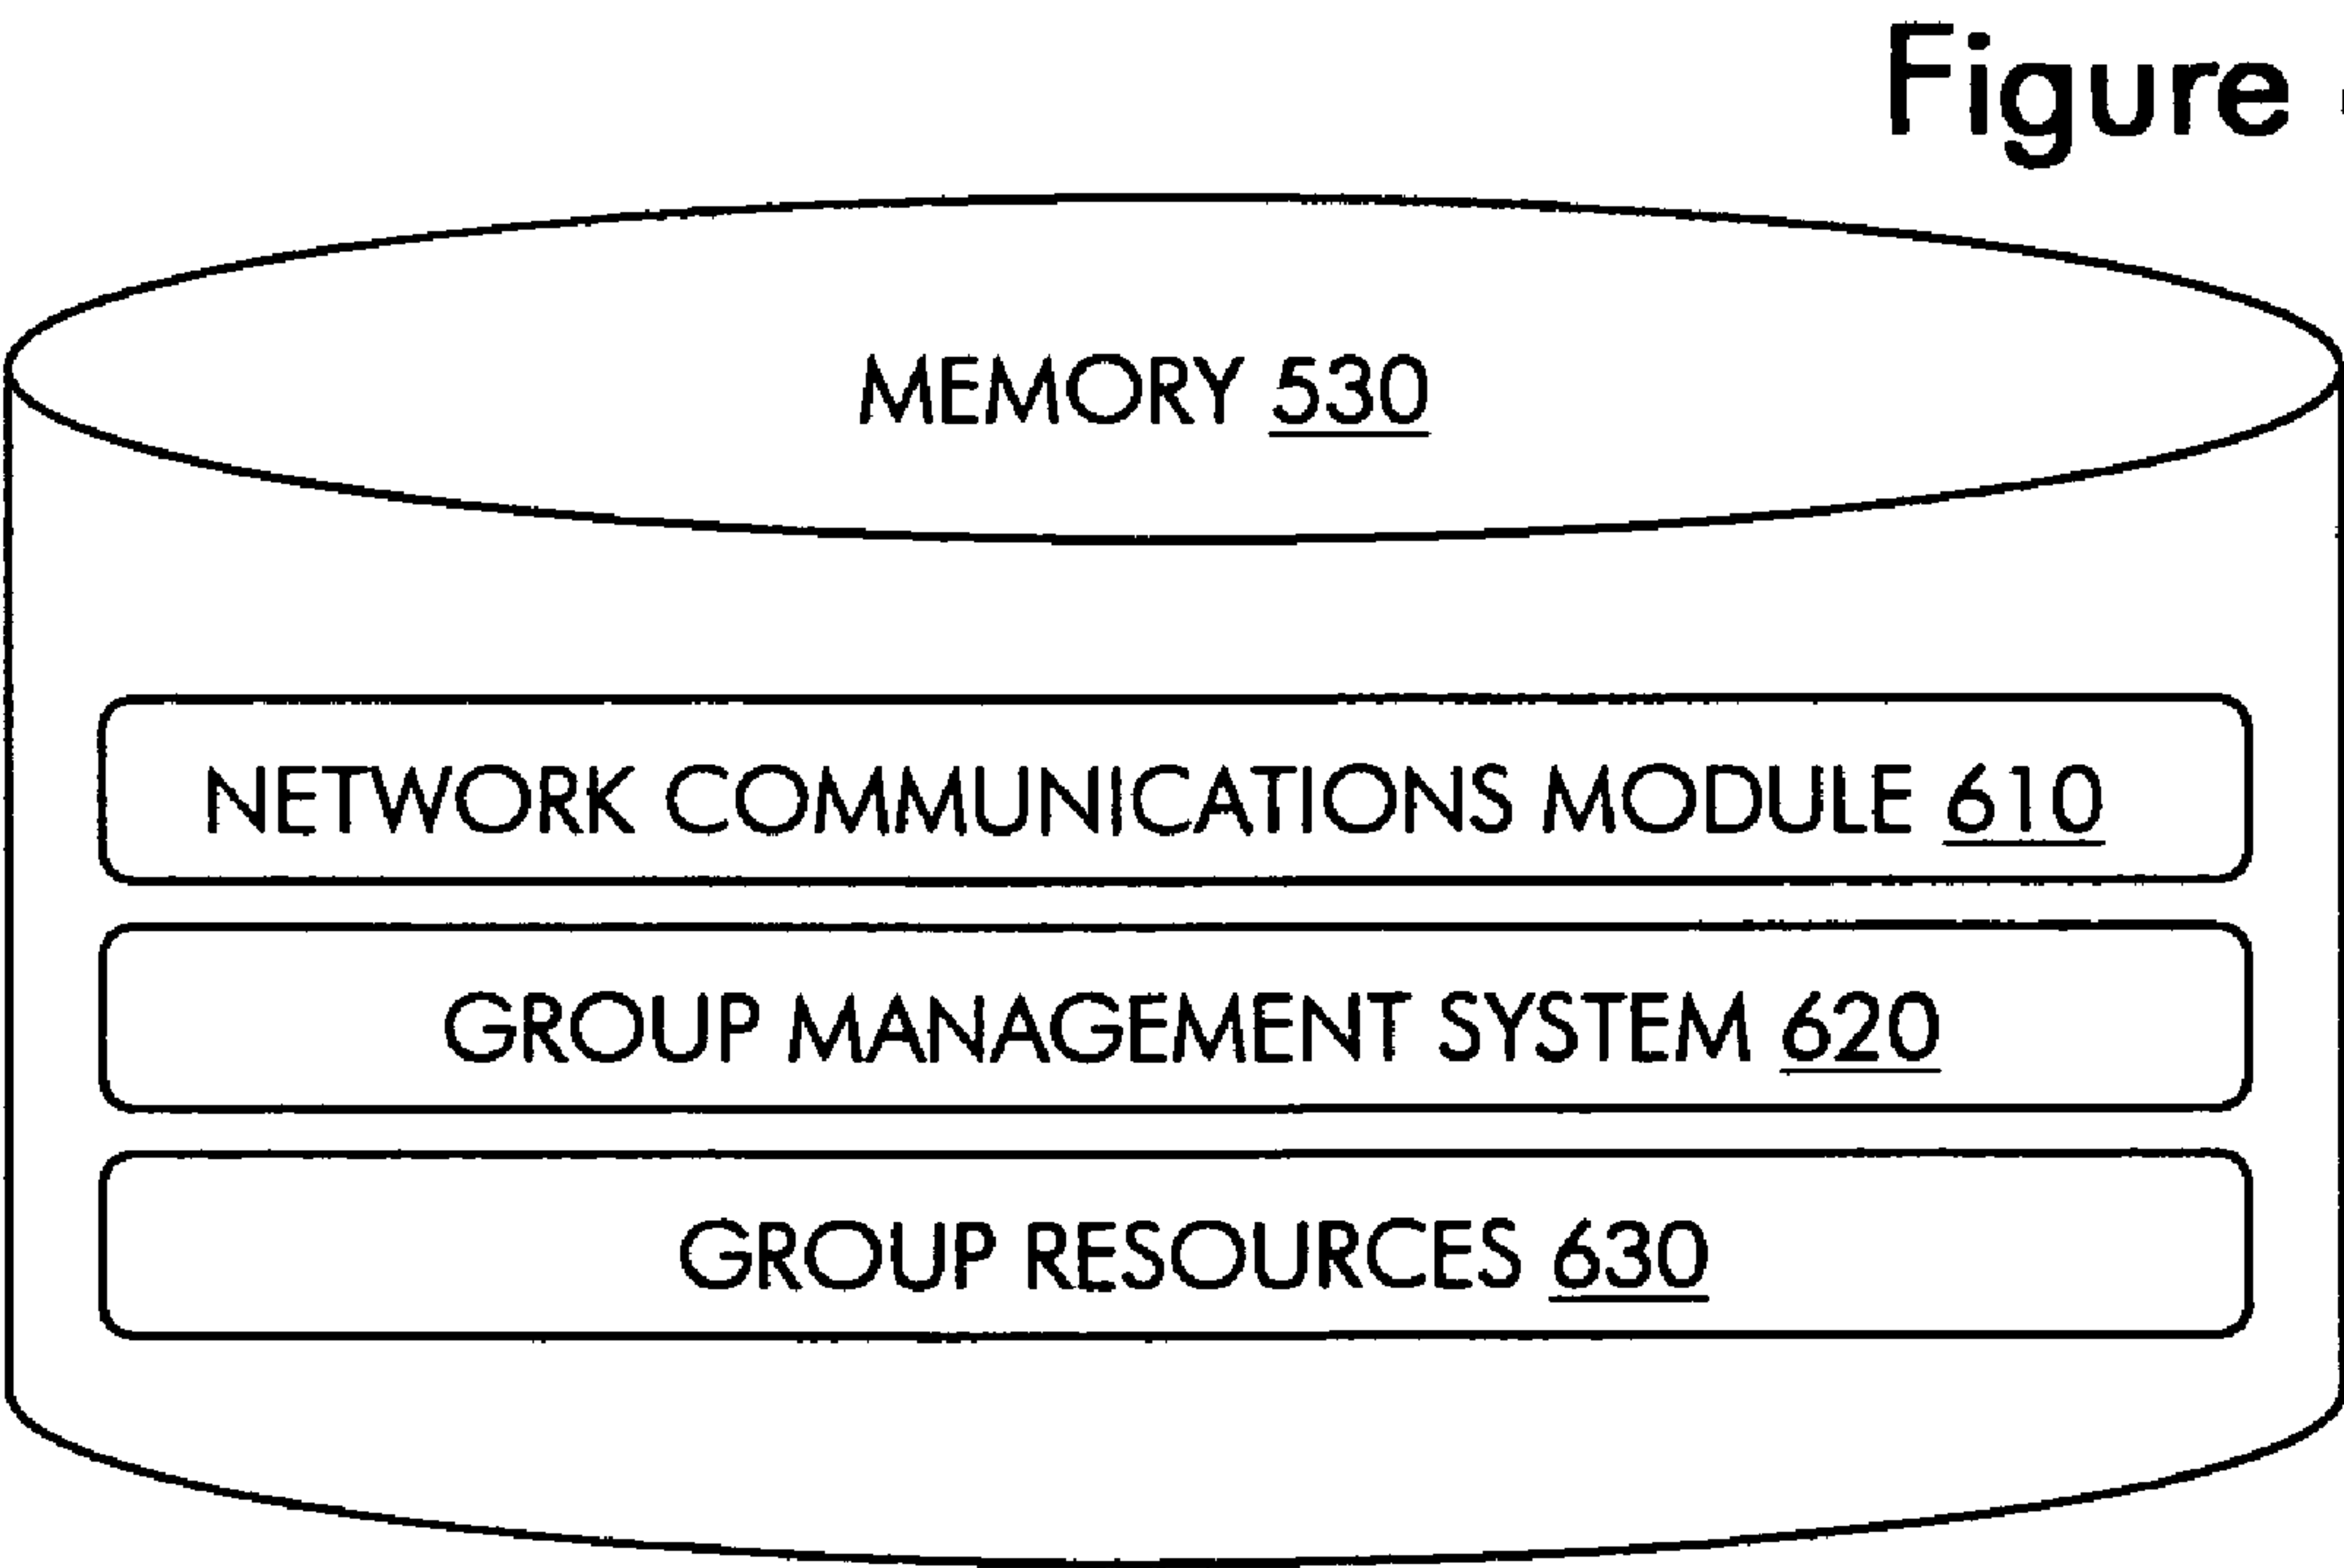 Figure
MEMORY 530
NETWORK COMMUNICATIONS MODULE 610
GROUP MANAGEMENT SYSTEM 620
GROUP RESOURCES 630